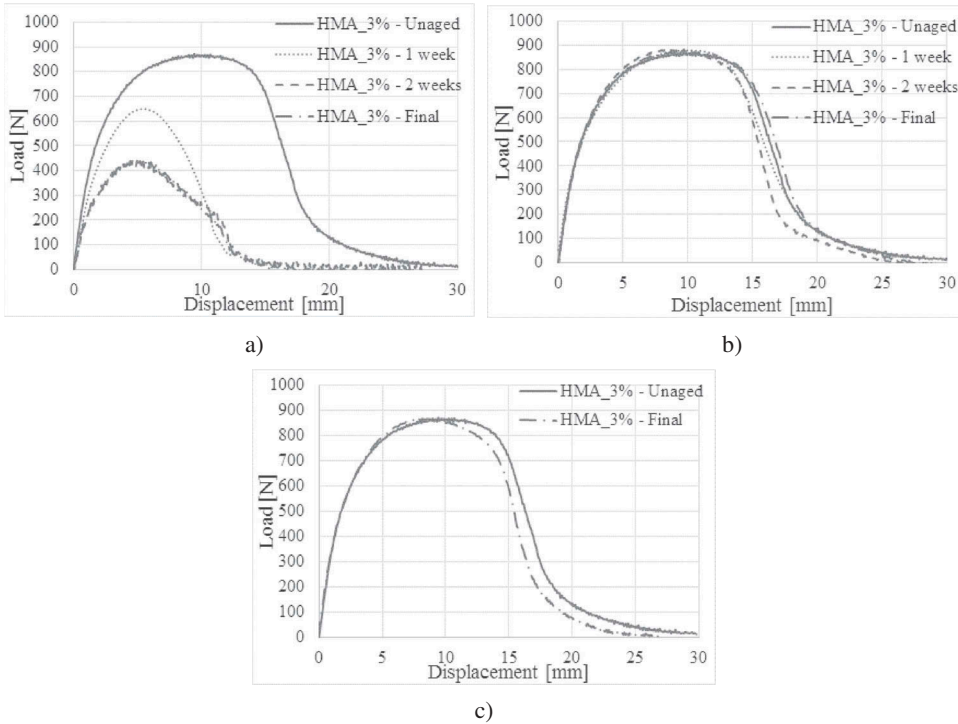 1000
900
800
700
600
500
400
300
200
100
0
Load [N]
0 10 20 30
Displacement [mm]
HMA_3% - Unaged
HMA_3% - 1 week
HMA_3% - 2 weeks
HMA_3% - Final
a)
1000
900
800
700
600
500
400
300
200
100
0
Load [N]
0 5 10 15 20 25 30
Displacement [mm]
HMA_3% - Unaged
HMA_3% - 1 week
HMA_3% - 2 weeks
HMA_3% - Final
b)
1000
900
800
700
600
500
400
300
200
100
0
Load [N]
0 5 10 15 20 25 30
Displacement [mm]
HMA_3% - Unaged
HMA_3% - Final
c)